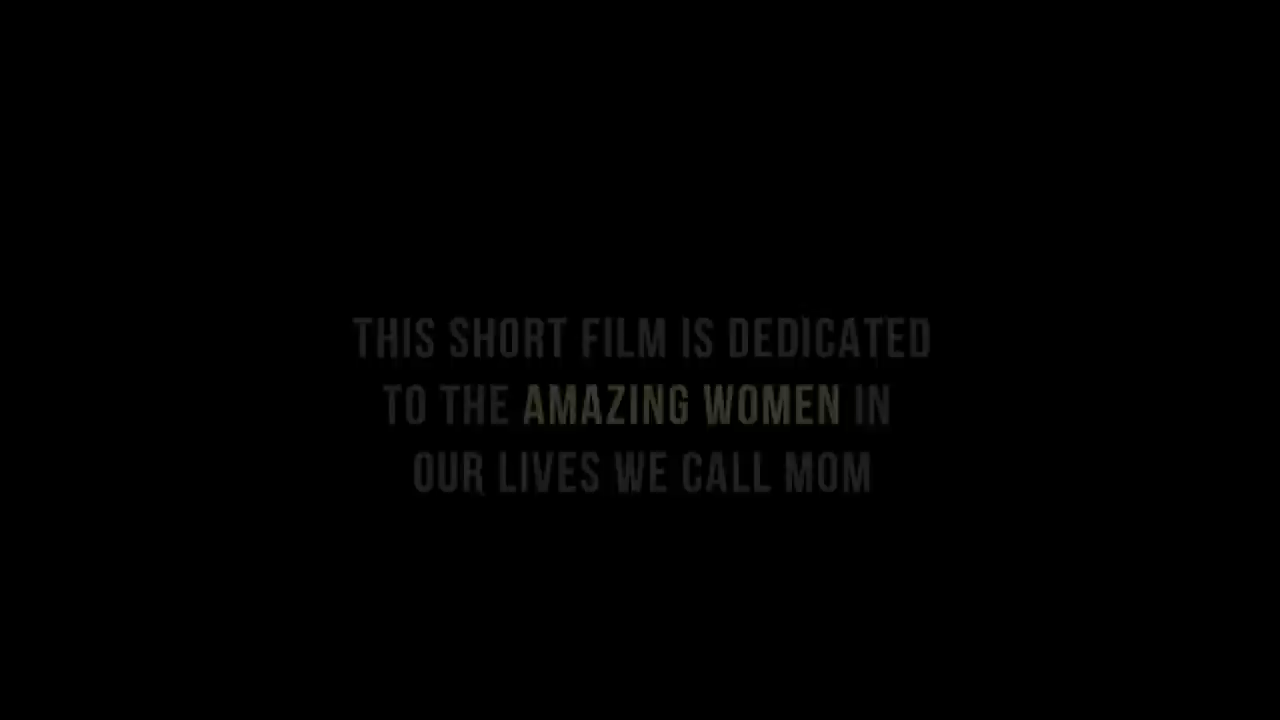 THIS SHORT FILM IS DEDICATED
TO THE AMAZING WOMEN IN
OUR LIVES WE CALL MOM